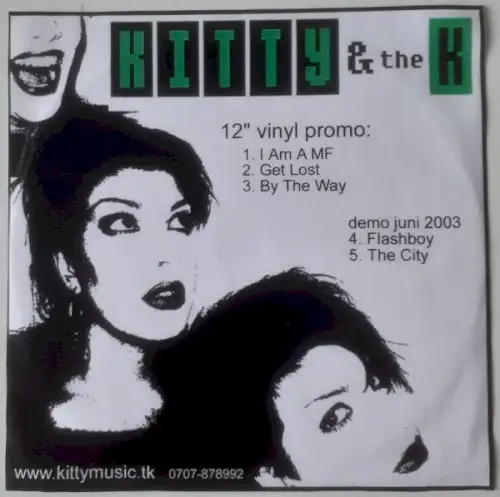 KITTY & the K
12" vinyl promo:
1. I Am A MF
2. Get Lost
3. By The Way
demo juni 2003
4. Flashboy
5. The City
www.kittymusic.tk 0707-878992